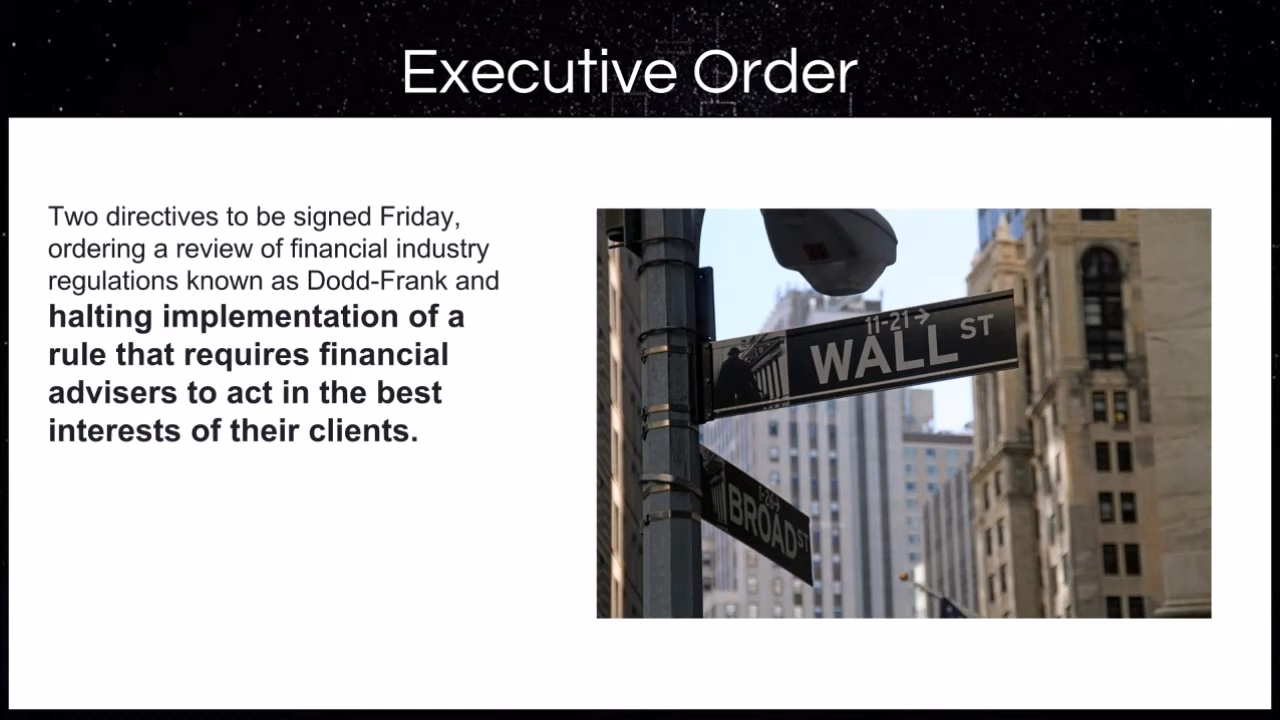 Executive Order
Two directives to be signed Friday,
ordering a review of financial industry
regulations known as Dodd-Frank and
halting implementation of a
rule that requires financial
advisers to act in the best
interests of their clients.
11-21→
WALL ST
BROAD ST